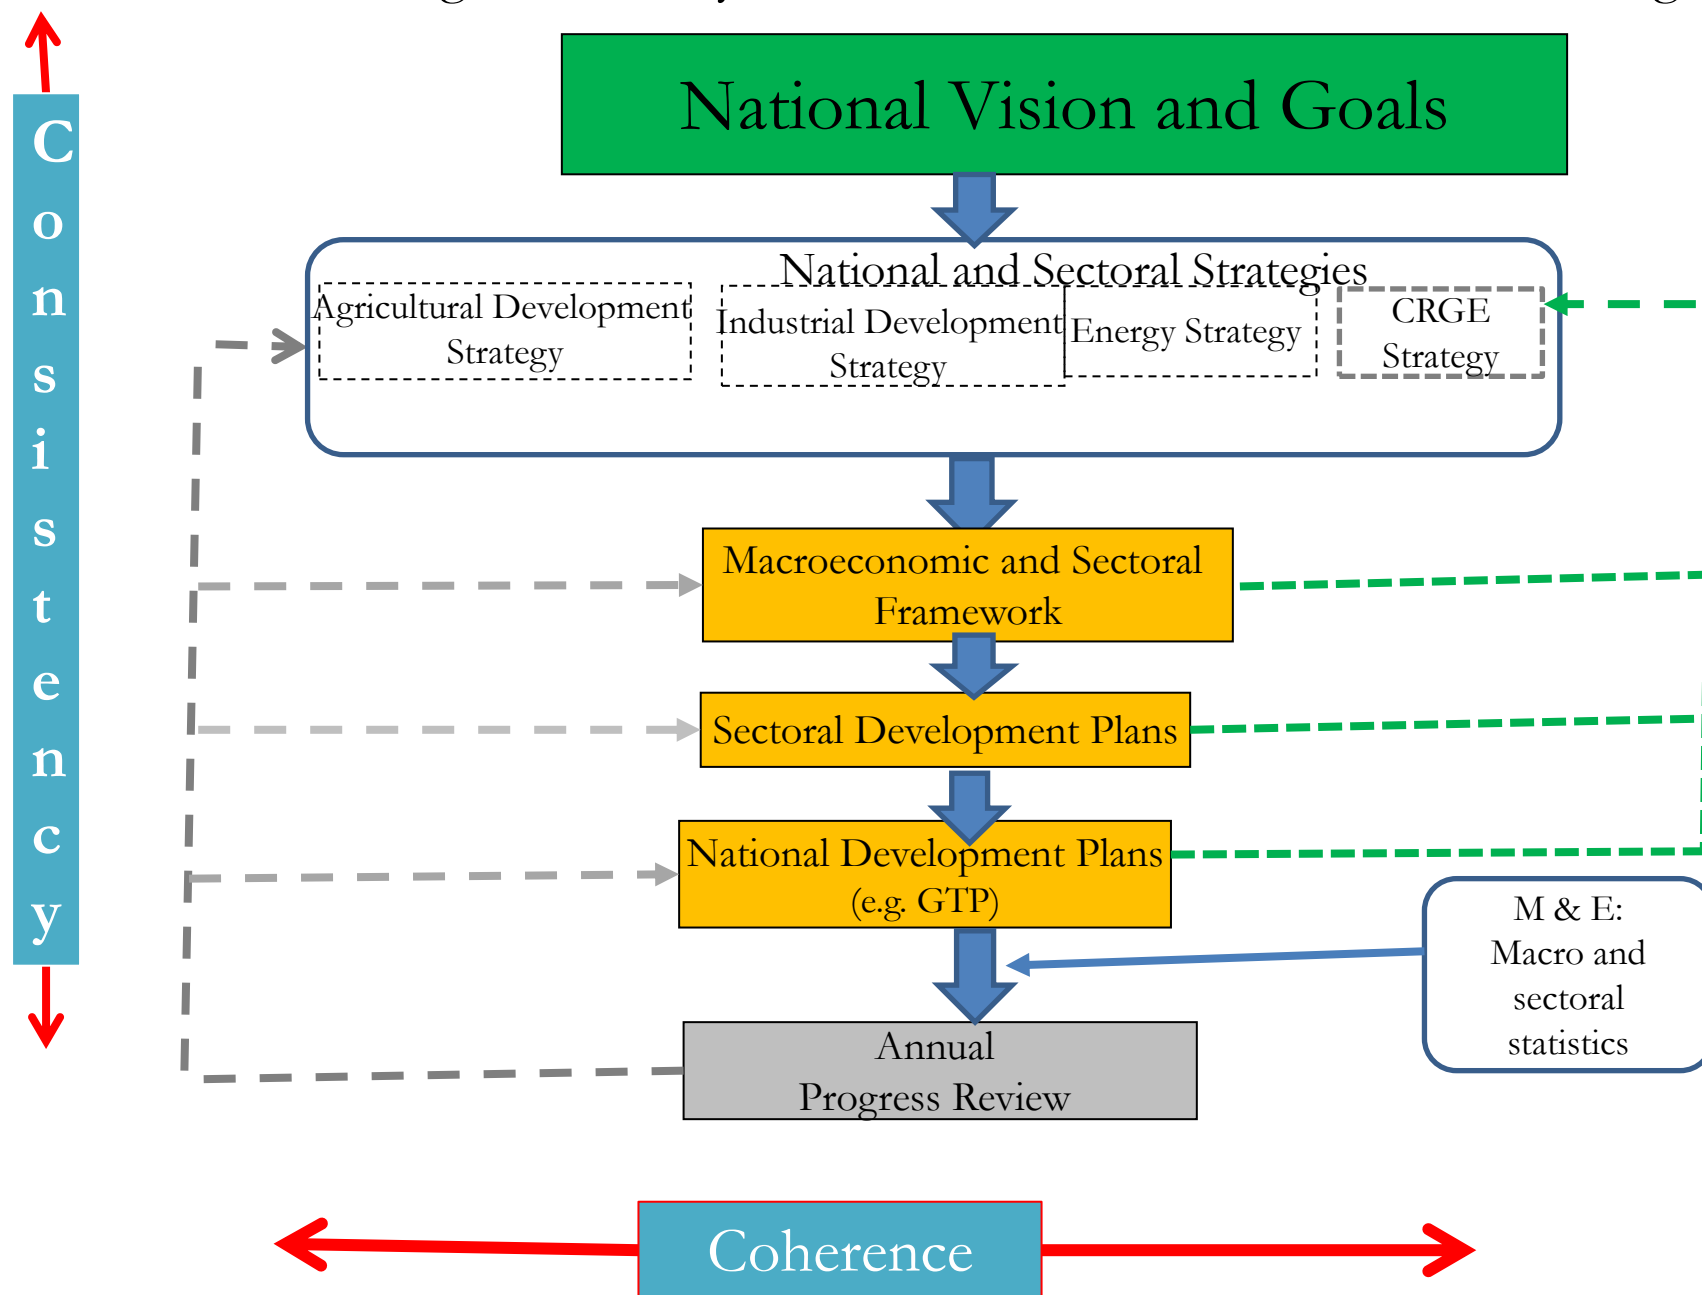 National Vision and Goals
Consistency
National and Sectoral Strategies
Agricultural Development
Strategy
Industrial Development
Strategy
Energy Strategy
CRGE
Strategy
Macroeconomic and Sectoral
Framework
Sectoral Development Plans
National Development Plans
(e.g. GTP)
M & E:
Macro and
sectoral
statistics
Annual
Progress Review
Coherence